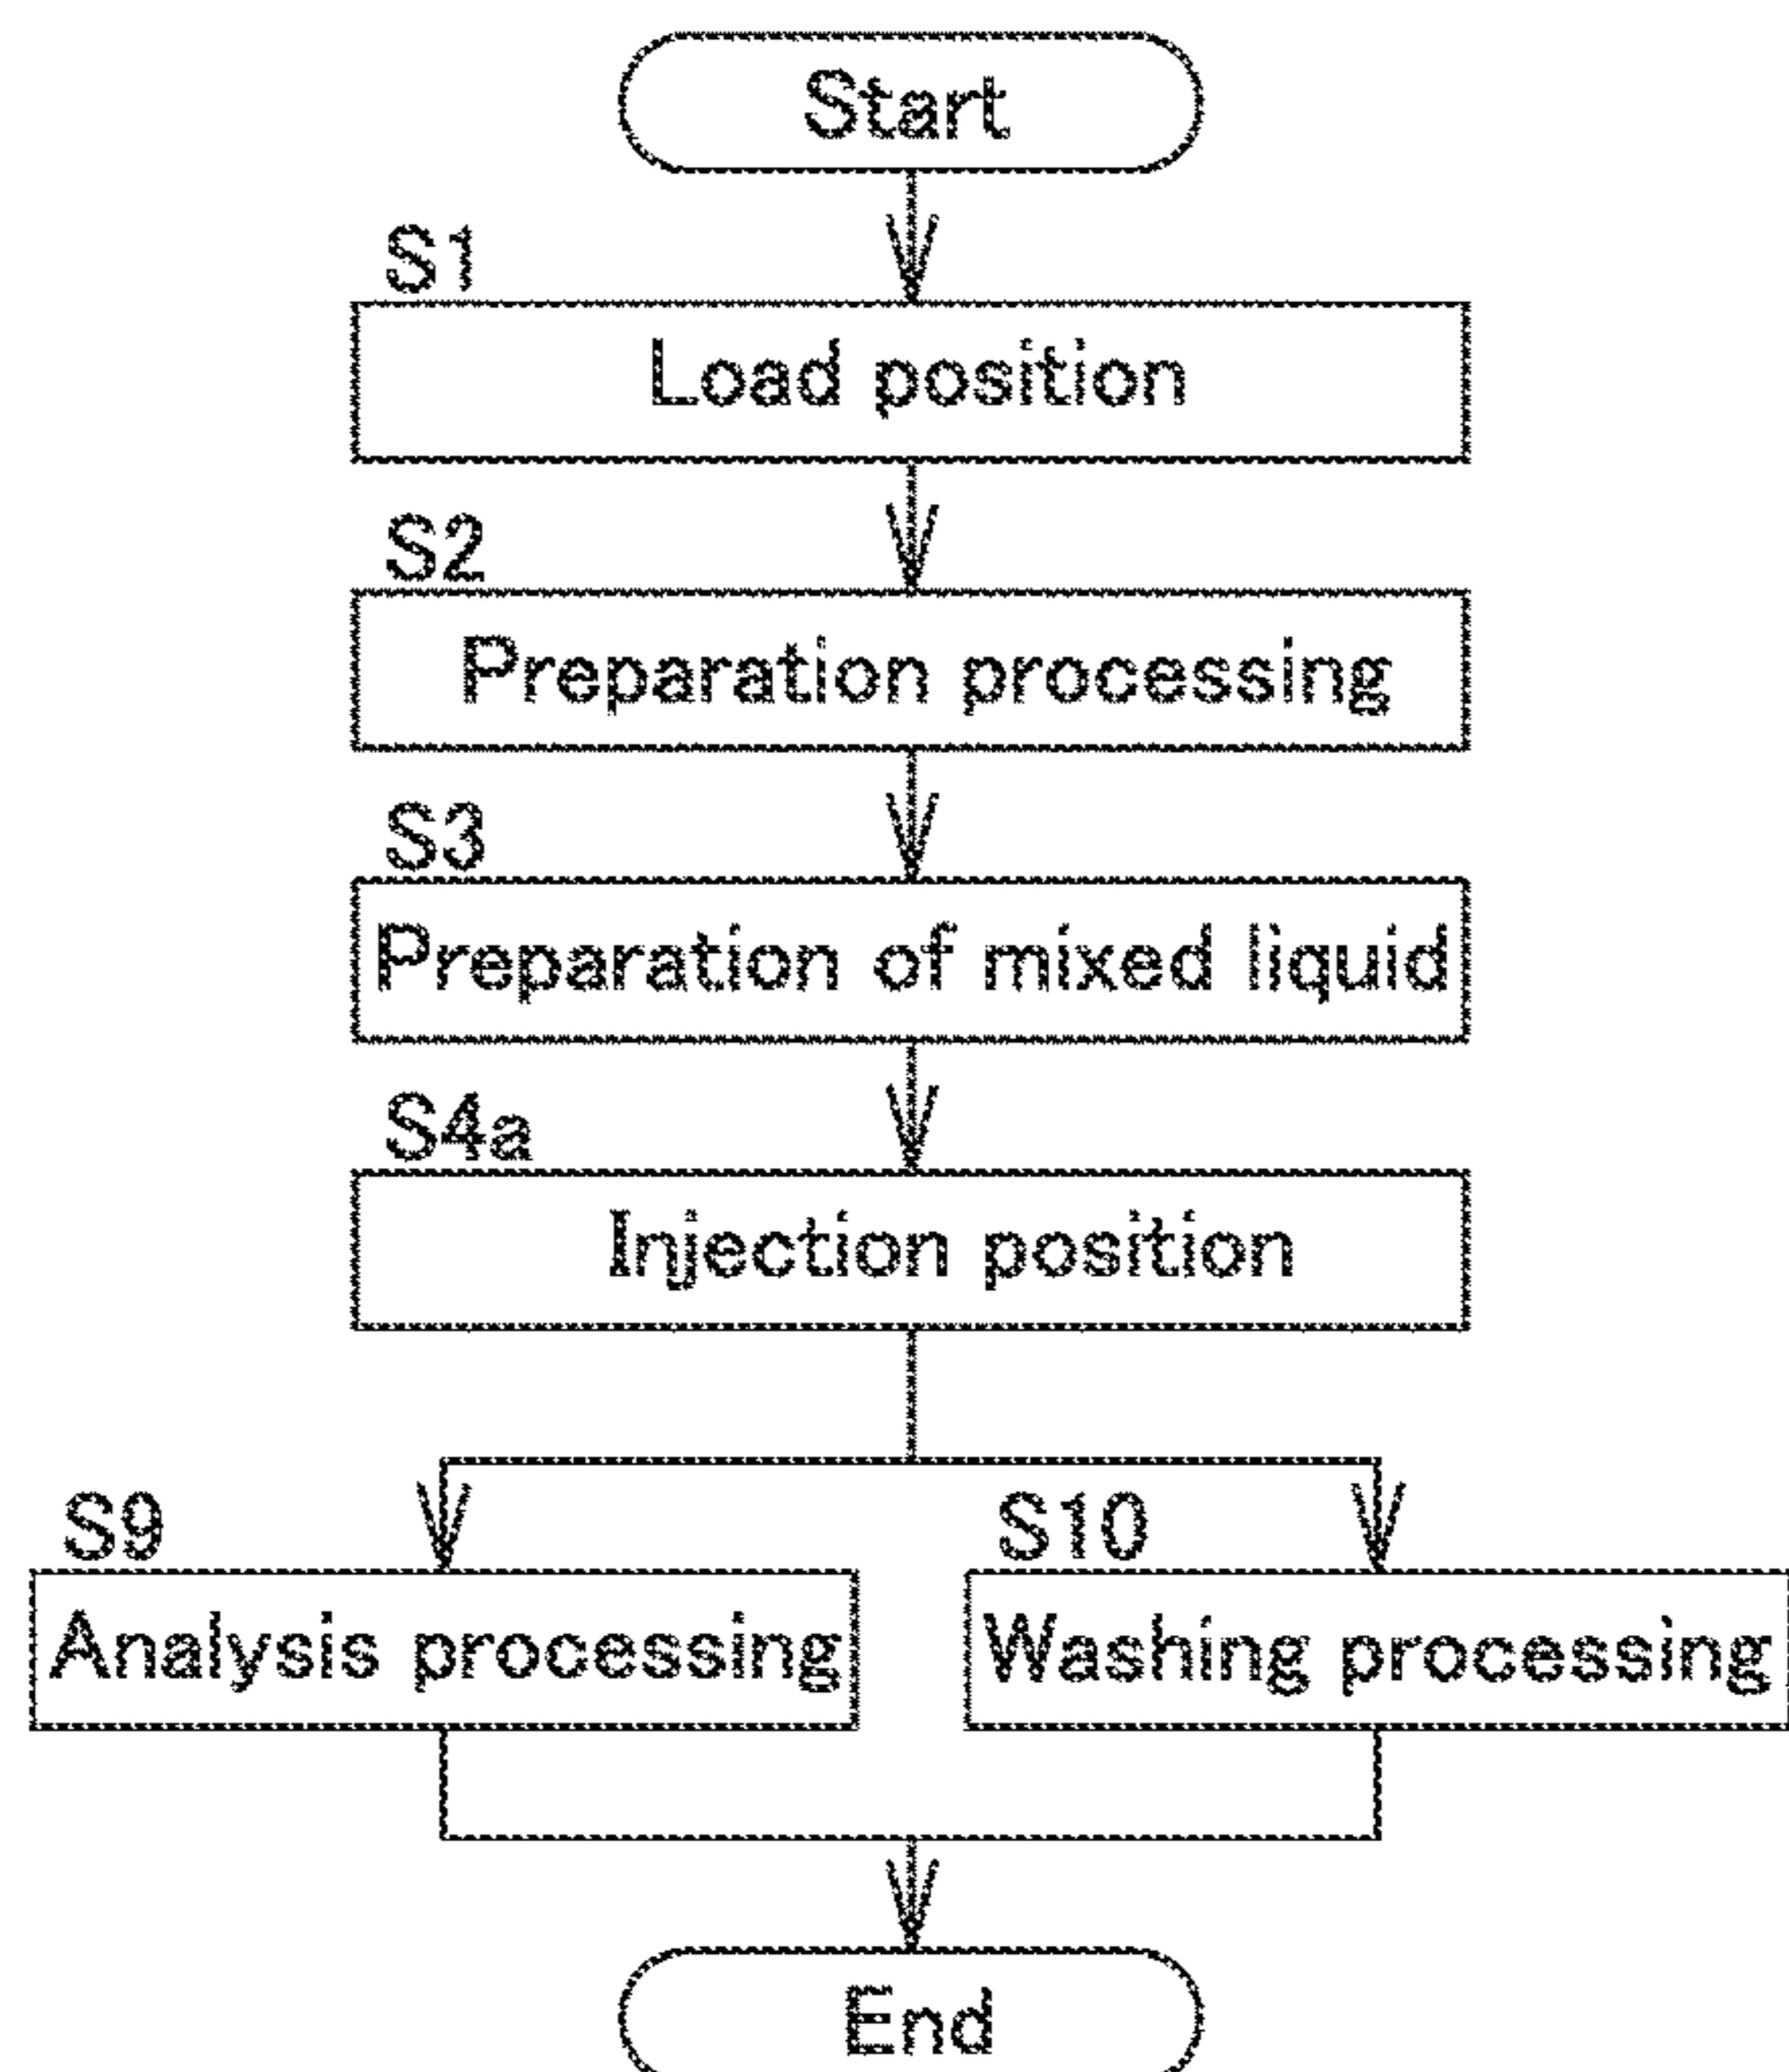 Start
S1
Load position
S2
Preparation processing
S3
Preparation of mixed liquid
S4a
Injection position
S9
Analysis processing
S10
Washing processing
End